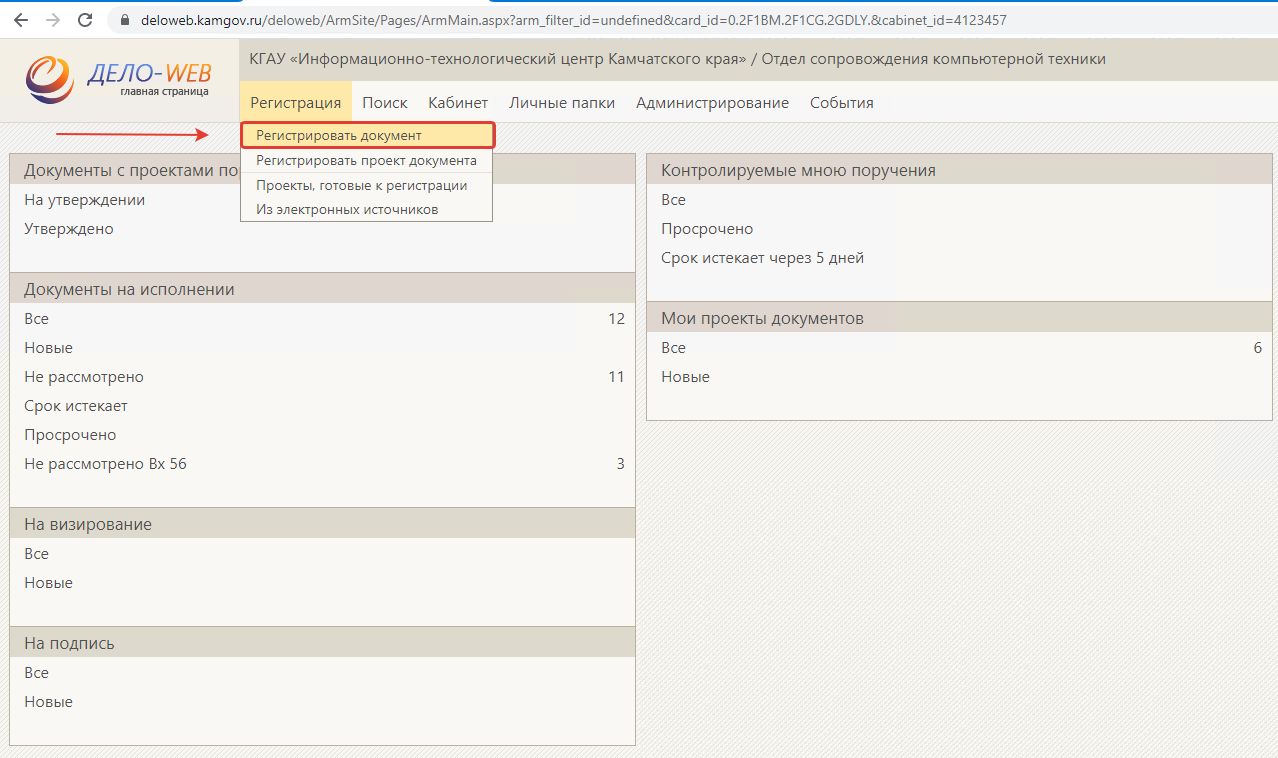 deloweb.kamgov.ru/deloweb/ArmSite/Pages/ArmMain.aspx?arm_filter_id=undefined&card_id=0.2F1BM.2F1CG.2GDLY.&cabinet_id=4123457
ДЕЛО-WEB
главная страница
КГАУ «Информационно-технологический центр Камчатского края» / Отдел сопровождения компьютерной техники
Регистрация Поиск Кабинет Личные папки Администрирование События
Регистрировать документ
Регистрировать проект документа
Проекты, готовые к регистрации
Из электронных источников
Документы с проектами по
На утверждении
Утверждено
Документы на исполнении
Все 12
Новые
Не рассмотрено 11
Срок истекает
Просрочено
Не рассмотрено Вх 56 3
На визирование
Все
Новые
На подпись
Все
Новые
Контролируемые мною поручения
Все
Просрочено
Срок истекает через 5 дней
Мои проекты документов
Все 6
Новые